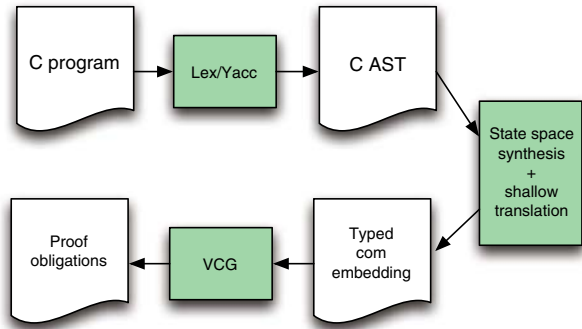 C program
Lex/Yacc
C AST
State space
synthesis
+
shallow
translation
Typed
com
embedding
VCG
Proof
obligations